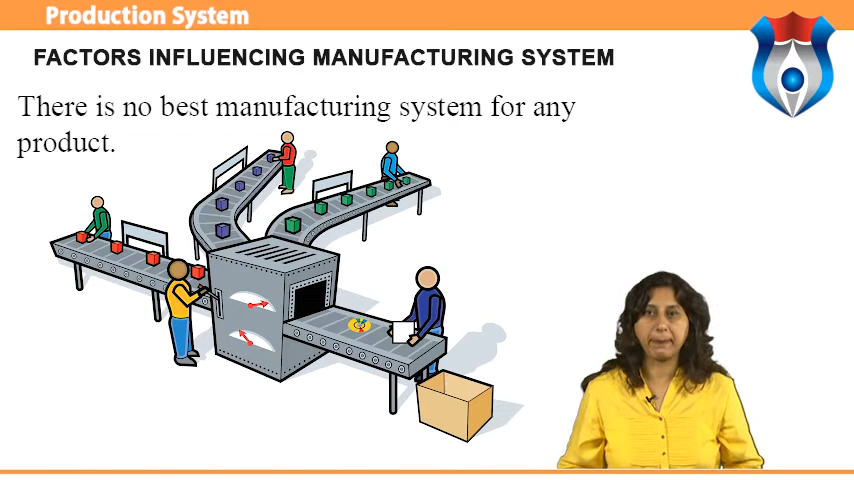 Production System
FACTORS INFLUENCING MANUFACTURING SYSTEM
There is no best manufacturing system for any
product.